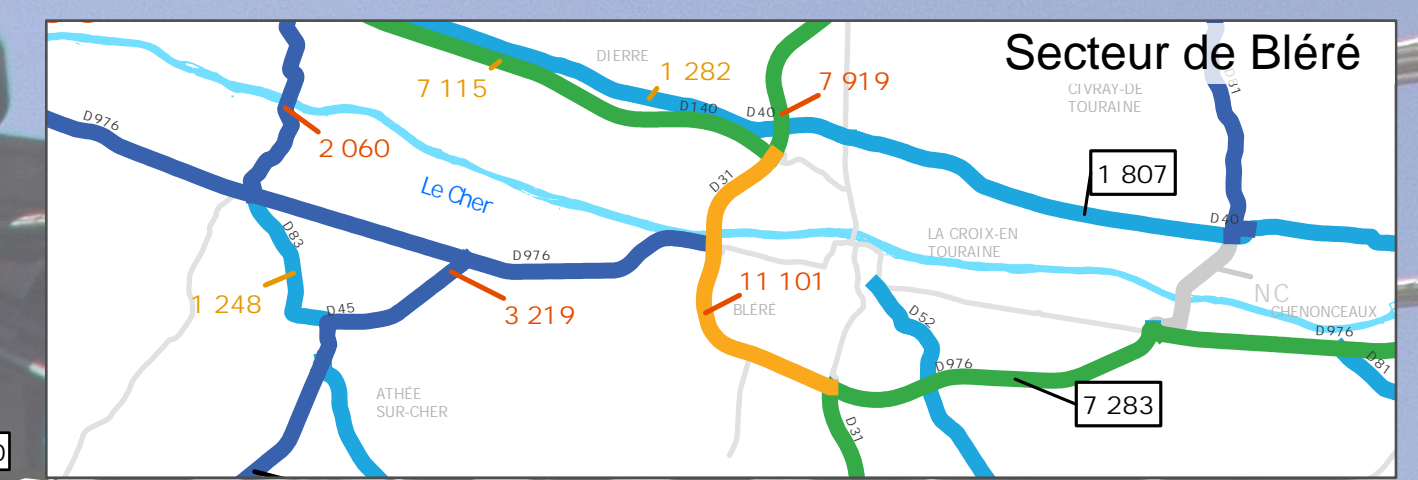 Secteur de Bléré
DIERRE
1 282
7 115
7 919
CIVRAY-DE
TOURAINE
D81
D140
D40
D976
2 060
1 807
D31
Le Cher
D40
D83
LA CROIX-EN
TOURAINE
D976
1 248
3 219
11 101
BLÉRÉ
D45
NC
CHENONCEAUX
D52
D976
D976
D81
ATHÉE
SUR-CHER
7 283
D31
0